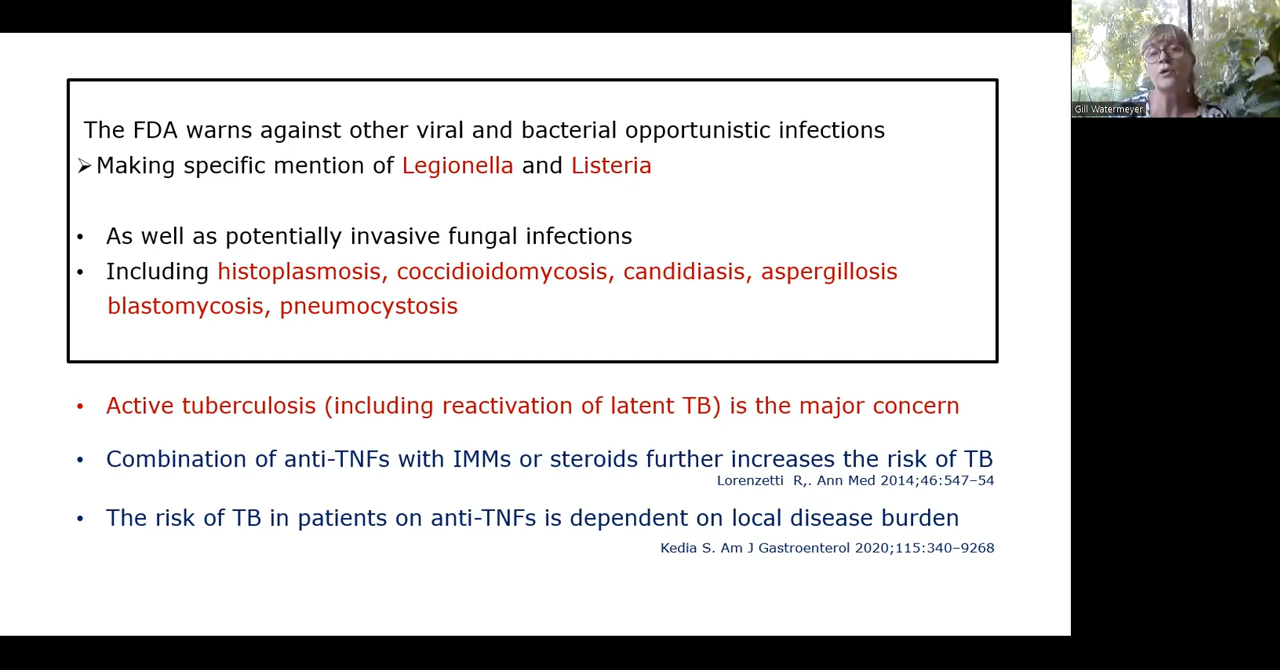 The FDA warns against other viral and bacterial opportunistic infections
➢ Making specific mention of Legionella and Listeria
• As well as potentially invasive fungal infections
• Including histoplasmosis, coccidioidomycosis, candidiasis, aspergillosis
blastomycosis, pneumocystosis
• Active tuberculosis (including reactivation of latent TB) is the major concern
• Combination of anti-TNFs with IMMs or steroids further increases the risk of TB
Lorenzetti R,. Ann Med 2014;46:547–54
• The risk of TB in patients on anti-TNFs is dependent on local disease burden
Kedia S. Am J Gastroenterol 2020;115:340–9268
Gill Watermeyer